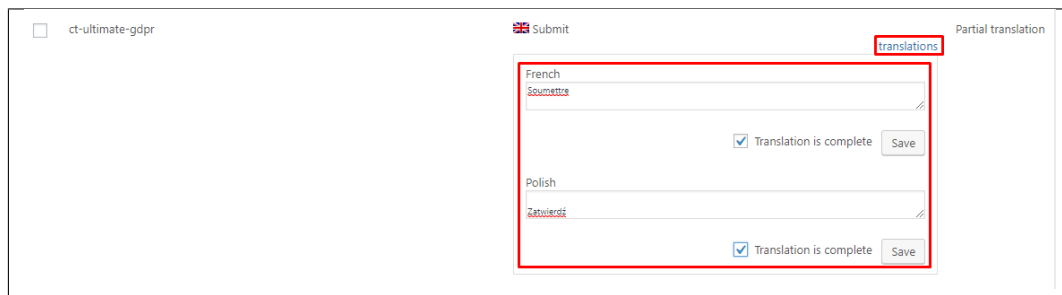 ct-ultimate-gdpr Submit Partial translation
translations
French
Soumettre
Translation is complete Save
Polish
Zatwierdź
Translation is complete Save